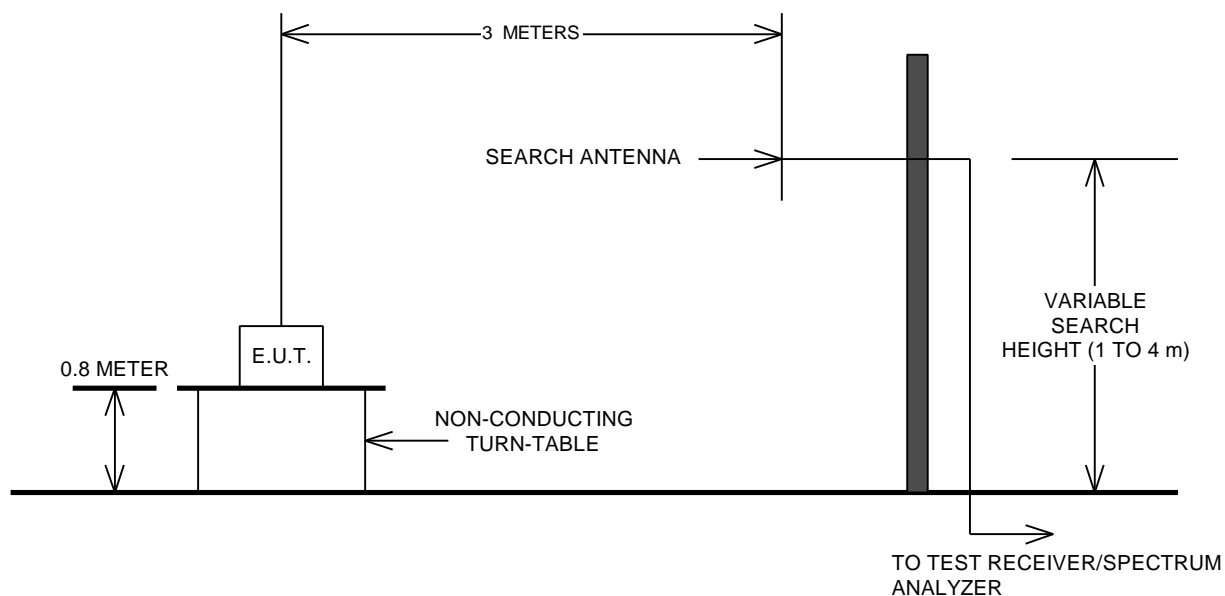 3 METERS
SEARCH ANTENNA
E.U.T.
0.8 METER
NON-CONDUCTING
TURN-TABLE
VARIABLE
SEARCH
HEIGHT (1 TO 4 m)
TO TEST RECEIVER/SPECTRUM
ANALYZER